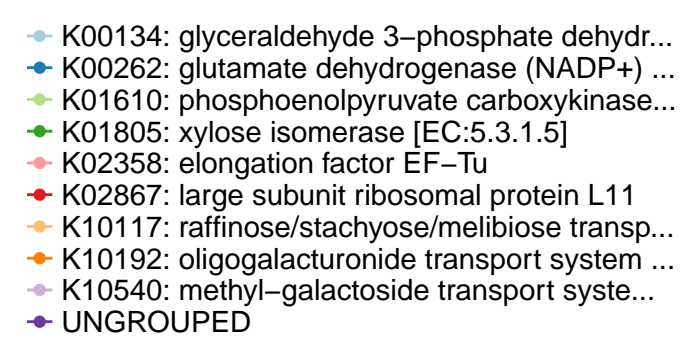 K00134: glyceraldehyde 3−phosphate dehydr...
K00262: glutamate dehydrogenase (NADP+) ...
K01610: phosphoenolpyruvate carboxykinase...
K01805: xylose isomerase [EC:5.3.1.5]
K02358: elongation factor EF−Tu
K02867: large subunit ribosomal protein L11
K10117: raffinose/stachyose/melibiose transp...
K10192: oligogalacturonide transport system ...
K10540: methyl−galactoside transport syste...
UNGROUPED